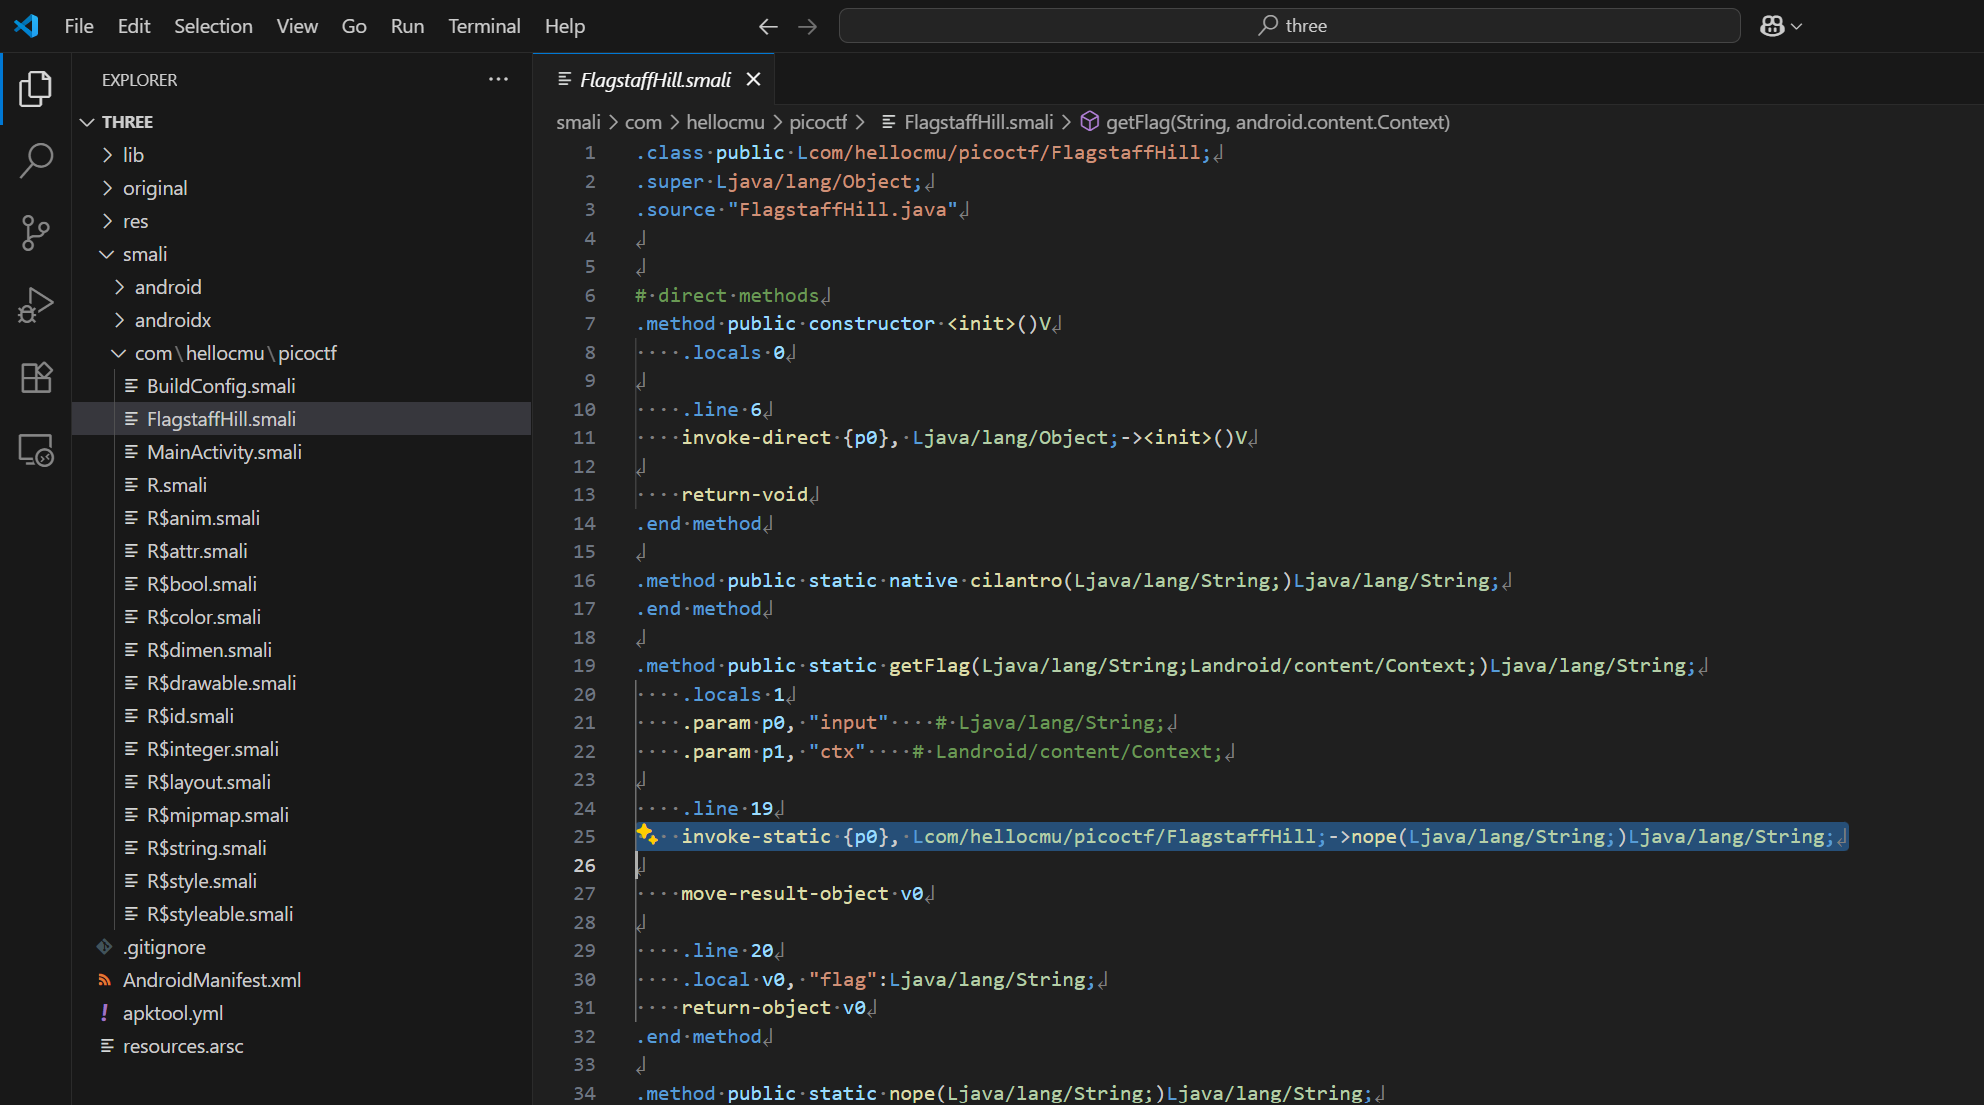 File Edit Selection View Go Run Terminal Help
three
EXPLORER
THREE
lib
original
res
smali
android
androidx
com\hellocmu\picoctf
BuildConfig.smali
FlagstaffHill.smali
MainActivity.smali
R.smali
R$anim.smali
R$attr.smali
R$bool.smali
R$color.smali
R$dimen.smali
R$drawable.smali
R$id.smali
R$integer.smali
R$layout.smali
R$mipmap.smali
R$string.smali
R$style.smali
R$styleable.smali
.gitignore
AndroidManifest.xml
apktool.yml
resources.arsc
FlagstaffHill.smali
smali > com > hellocmu > picoctf > FlagstaffHill.smali > getFlag(String, android.content.Context)
1 .class public Lcom/hellocmu/picoctf/FlagstaffHill;
2 .super Ljava/lang/Object;
3 .source "FlagstaffHill.java"
4
5
6 # direct methods
7 .method public constructor <init>()V
8     .locals 0
9
10     .line 6
11     invoke-direct {p0}, Ljava/lang/Object;-><init>()V
12
13     return-void
14 .end method
15
16 .method public static native cilantro(Ljava/lang/String;)Ljava/lang/String;
17 .end method
18
19 .method public static getFlag(Ljava/lang/String;Landroid/content/Context;)Ljava/lang/String;
20     .locals 1
21     .param p0, "input"    # Ljava/lang/String;
22     .param p1, "ctx"    # Landroid/content/Context;
23
24     .line 19
25     invoke-static {p0}, Lcom/hellocmu/picoctf/FlagstaffHill;->nope(Ljava/lang/String;)Ljava/lang/String;
26
27     move-result-object v0
28
29     .line 20
30     .local v0, "flag":Ljava/lang/String;
31     return-object v0
32 .end method
33
34 .method public static nope(Ljava/lang/String;)Ljava/lang/String;